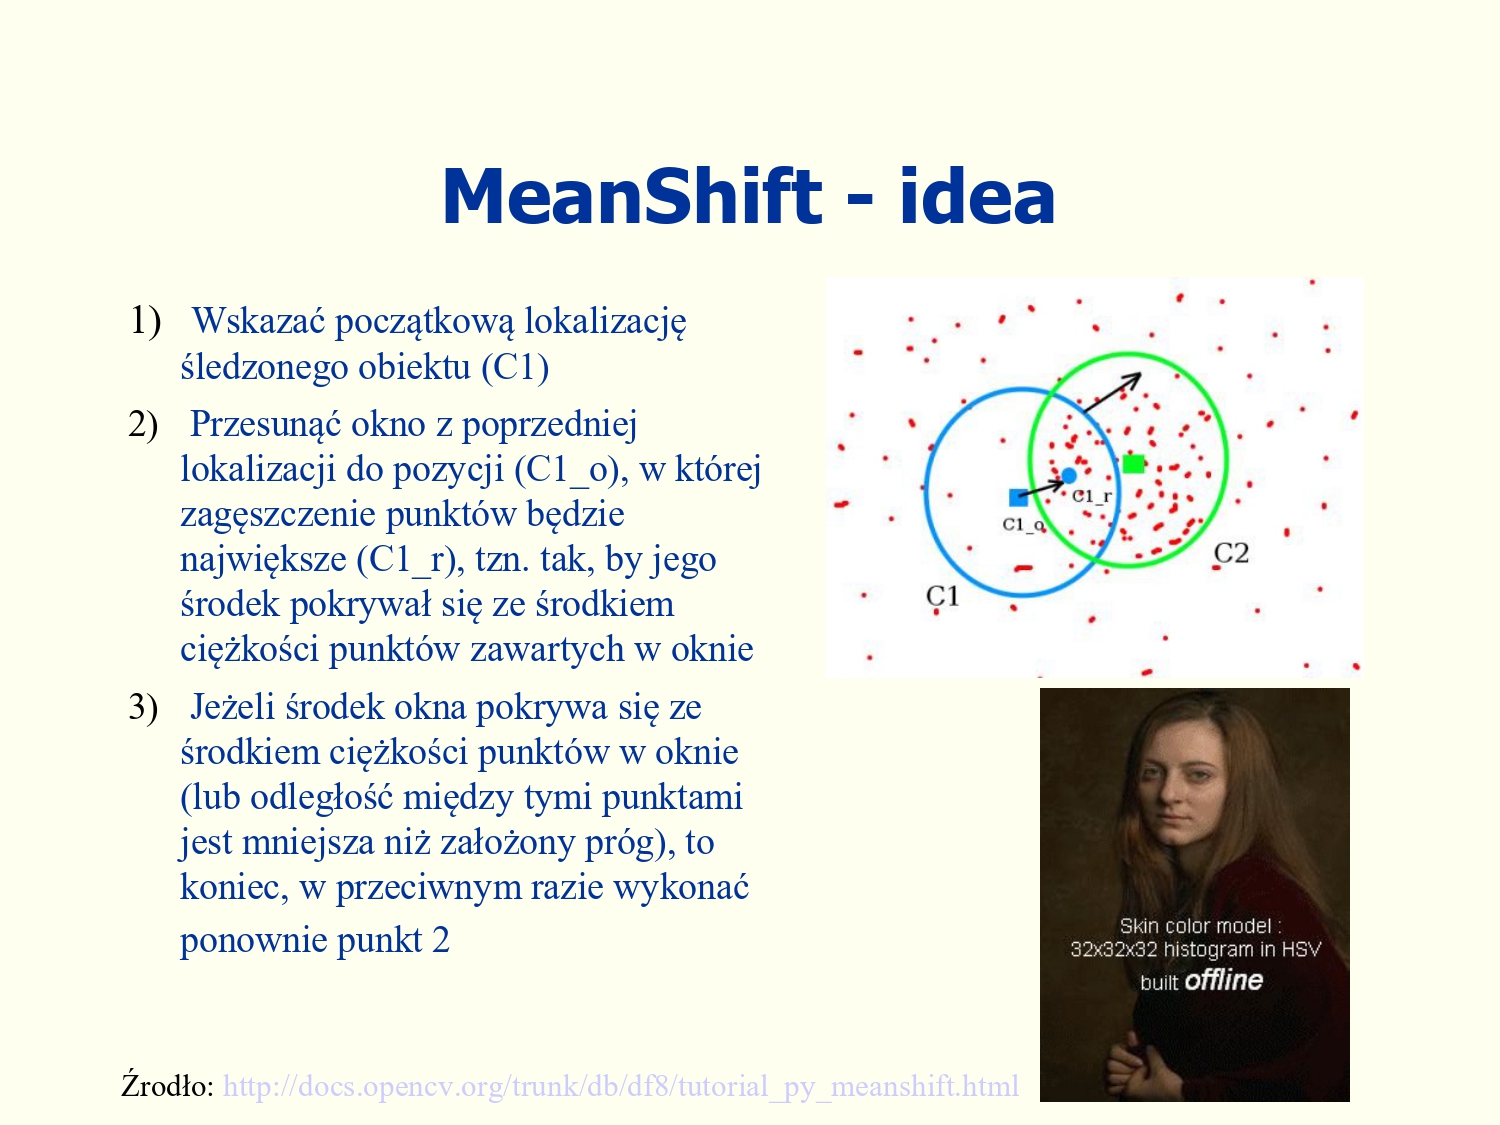 MeanShift - idea
1) Wskazać początkową lokalizację
śledzonego obiektu (C1)
2) Przesunąć okno z poprzedniej
lokalizacji do pozycji (C1_o), w której
zagęszczenie punktów będzie
największe (C1_r), tzn. tak, by jego
środek pokrywał się ze środkiem
ciężkości punktów zawartych w oknie
3) Jeżeli środek okna pokrywa się ze
środkiem ciężkości punktów w oknie
(lub odległość między tymi punktami
jest mniejsza niż założony próg), to
koniec, w przeciwnym razie wykonać
ponownie punkt 2
C1_r
C1_o
C2
C1
Skin color model :
32x32x32 histogram in HSV
built offline
Źrodło: http://docs.opencv.org/trunk/db/df8/tutorial_py_meanshift.html